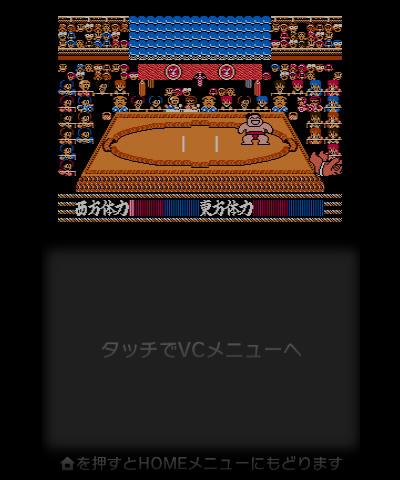 西方体力 東方体力
タッチでVCメニューへ
を押すとHOMEメニューにもどります